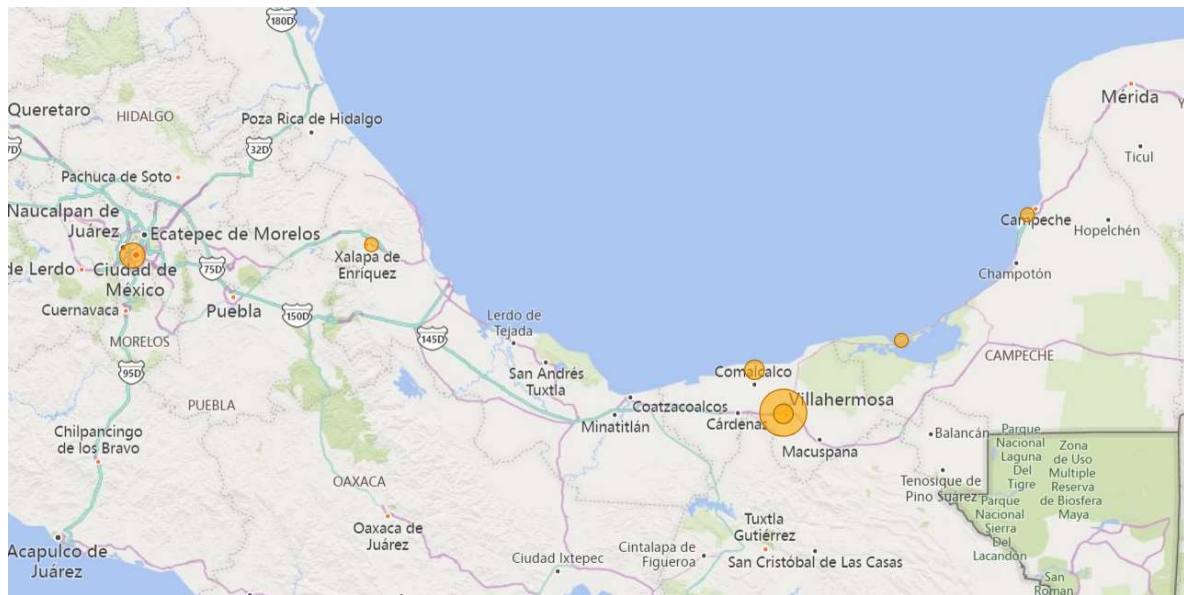 180D
Mérida
Queretaro
HIDALGO
Poza Rica de Hidalgo
7D
32D
Ticul
Pachuca de Soto
Naucalpan de
Juárez
Ecatepec de Morelos
Campeche
Hopelchén
Xalapa de
Enríquez
de Lerdo
Ciudad de
México
75D
Champotón
Puebla
Cuernavaca
150D
Lerdo de
Tejada
145D
MORELOS
CAMPECHE
95D
San Andrés
Tuxtla
Comalcalco
PUEBLA
Villahermosa
Coatzacoalcos
Minatitlán
Cárdenas
Chilpancingo
de los Bravo
Balancán
Macuspana
Parque
Nacional
Laguna
Del
Tigre
Zona
de Uso
Multiple
Reserva
de Biosfera
Maya
OAXACA
Tenosique de
Pino Suárez
Parque
Nacional
Sierra
Del
Lacandón
Oaxaca de
Juárez
Tuxtla
Gutiérrez
Acapulco de
Juárez
Ciudad Ixtepec
Cintalapa de
Figueroa
San Cristóbal de Las Casas
San
Roman